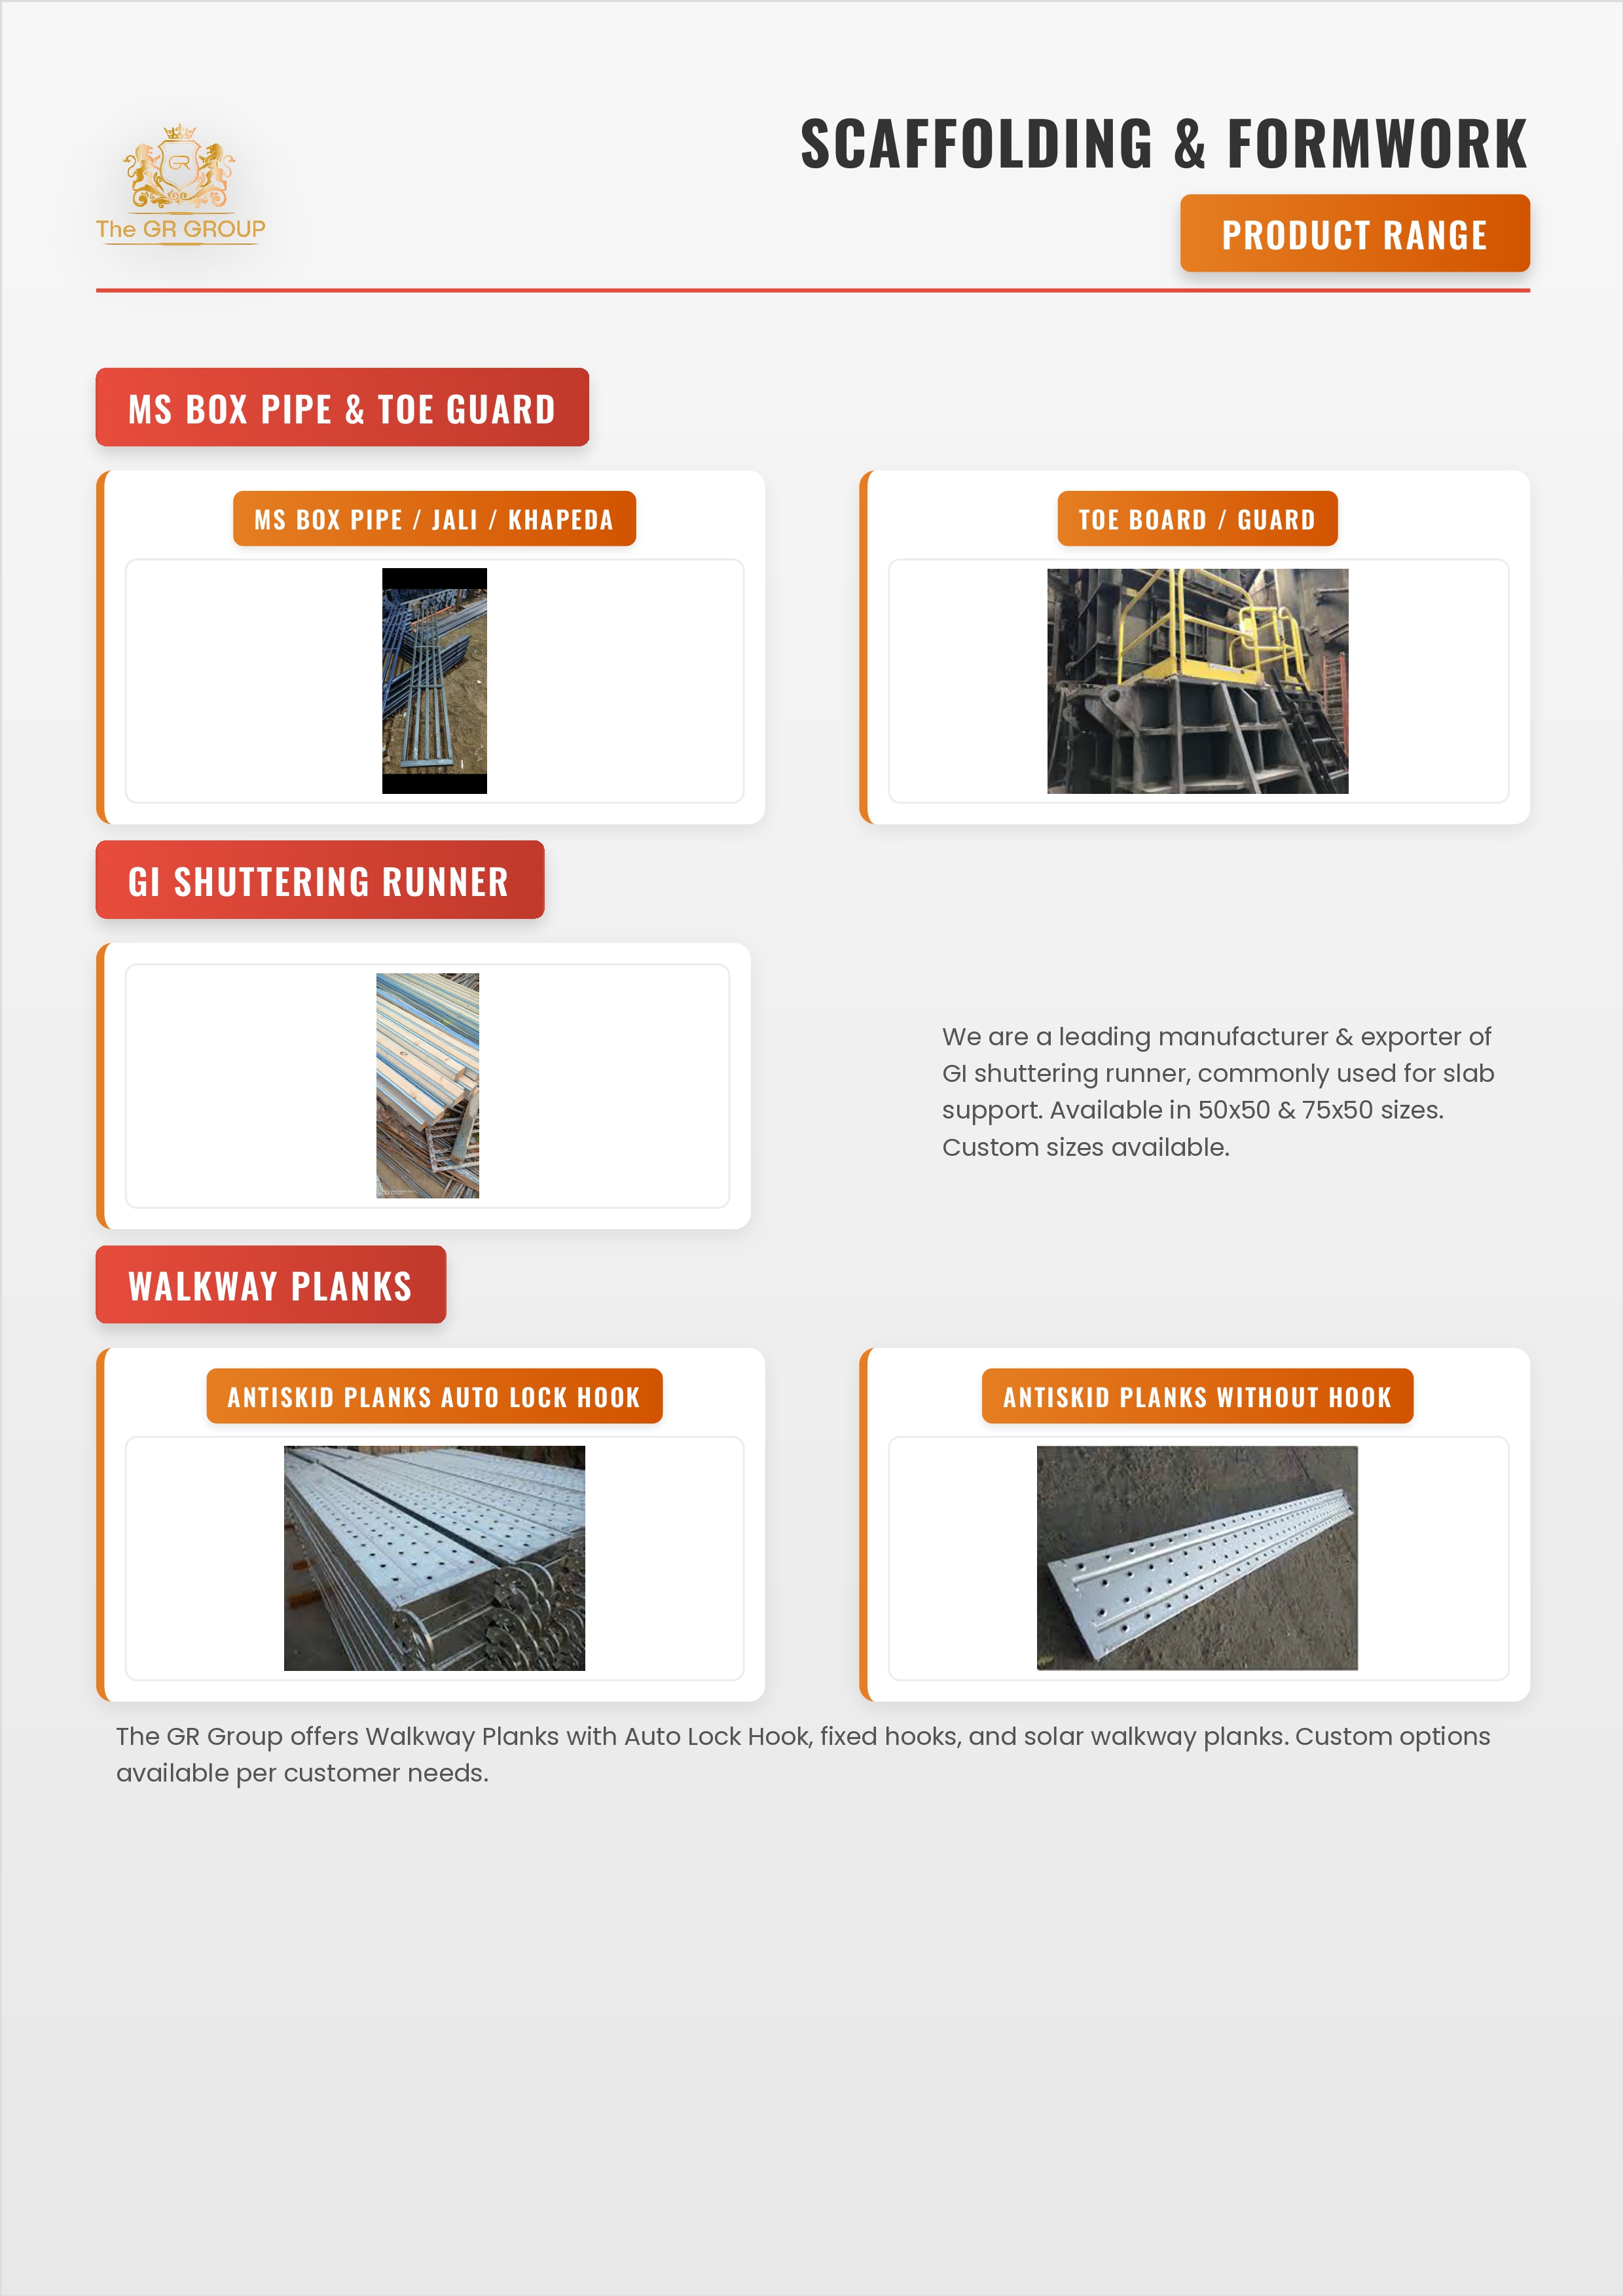 GR
The GR GROUP
SCAFFOLDING & FORMWORK
PRODUCT RANGE
MS BOX PIPE & TOE GUARD
MS BOX PIPE / JALI / KHAPEDA
TOE BOARD / GUARD
GI SHUTTERING RUNNER
We are a leading manufacturer & exporter of
GI shuttering runner, commonly used for slab
support. Available in 50x50 & 75x50 sizes.
Custom sizes available.
WALKWAY PLANKS
ANTISKID PLANKS AUTO LOCK HOOK
ANTISKID PLANKS WITHOUT HOOK
The GR Group offers Walkway Planks with Auto Lock Hook, fixed hooks, and solar walkway planks. Custom options
available per customer needs.